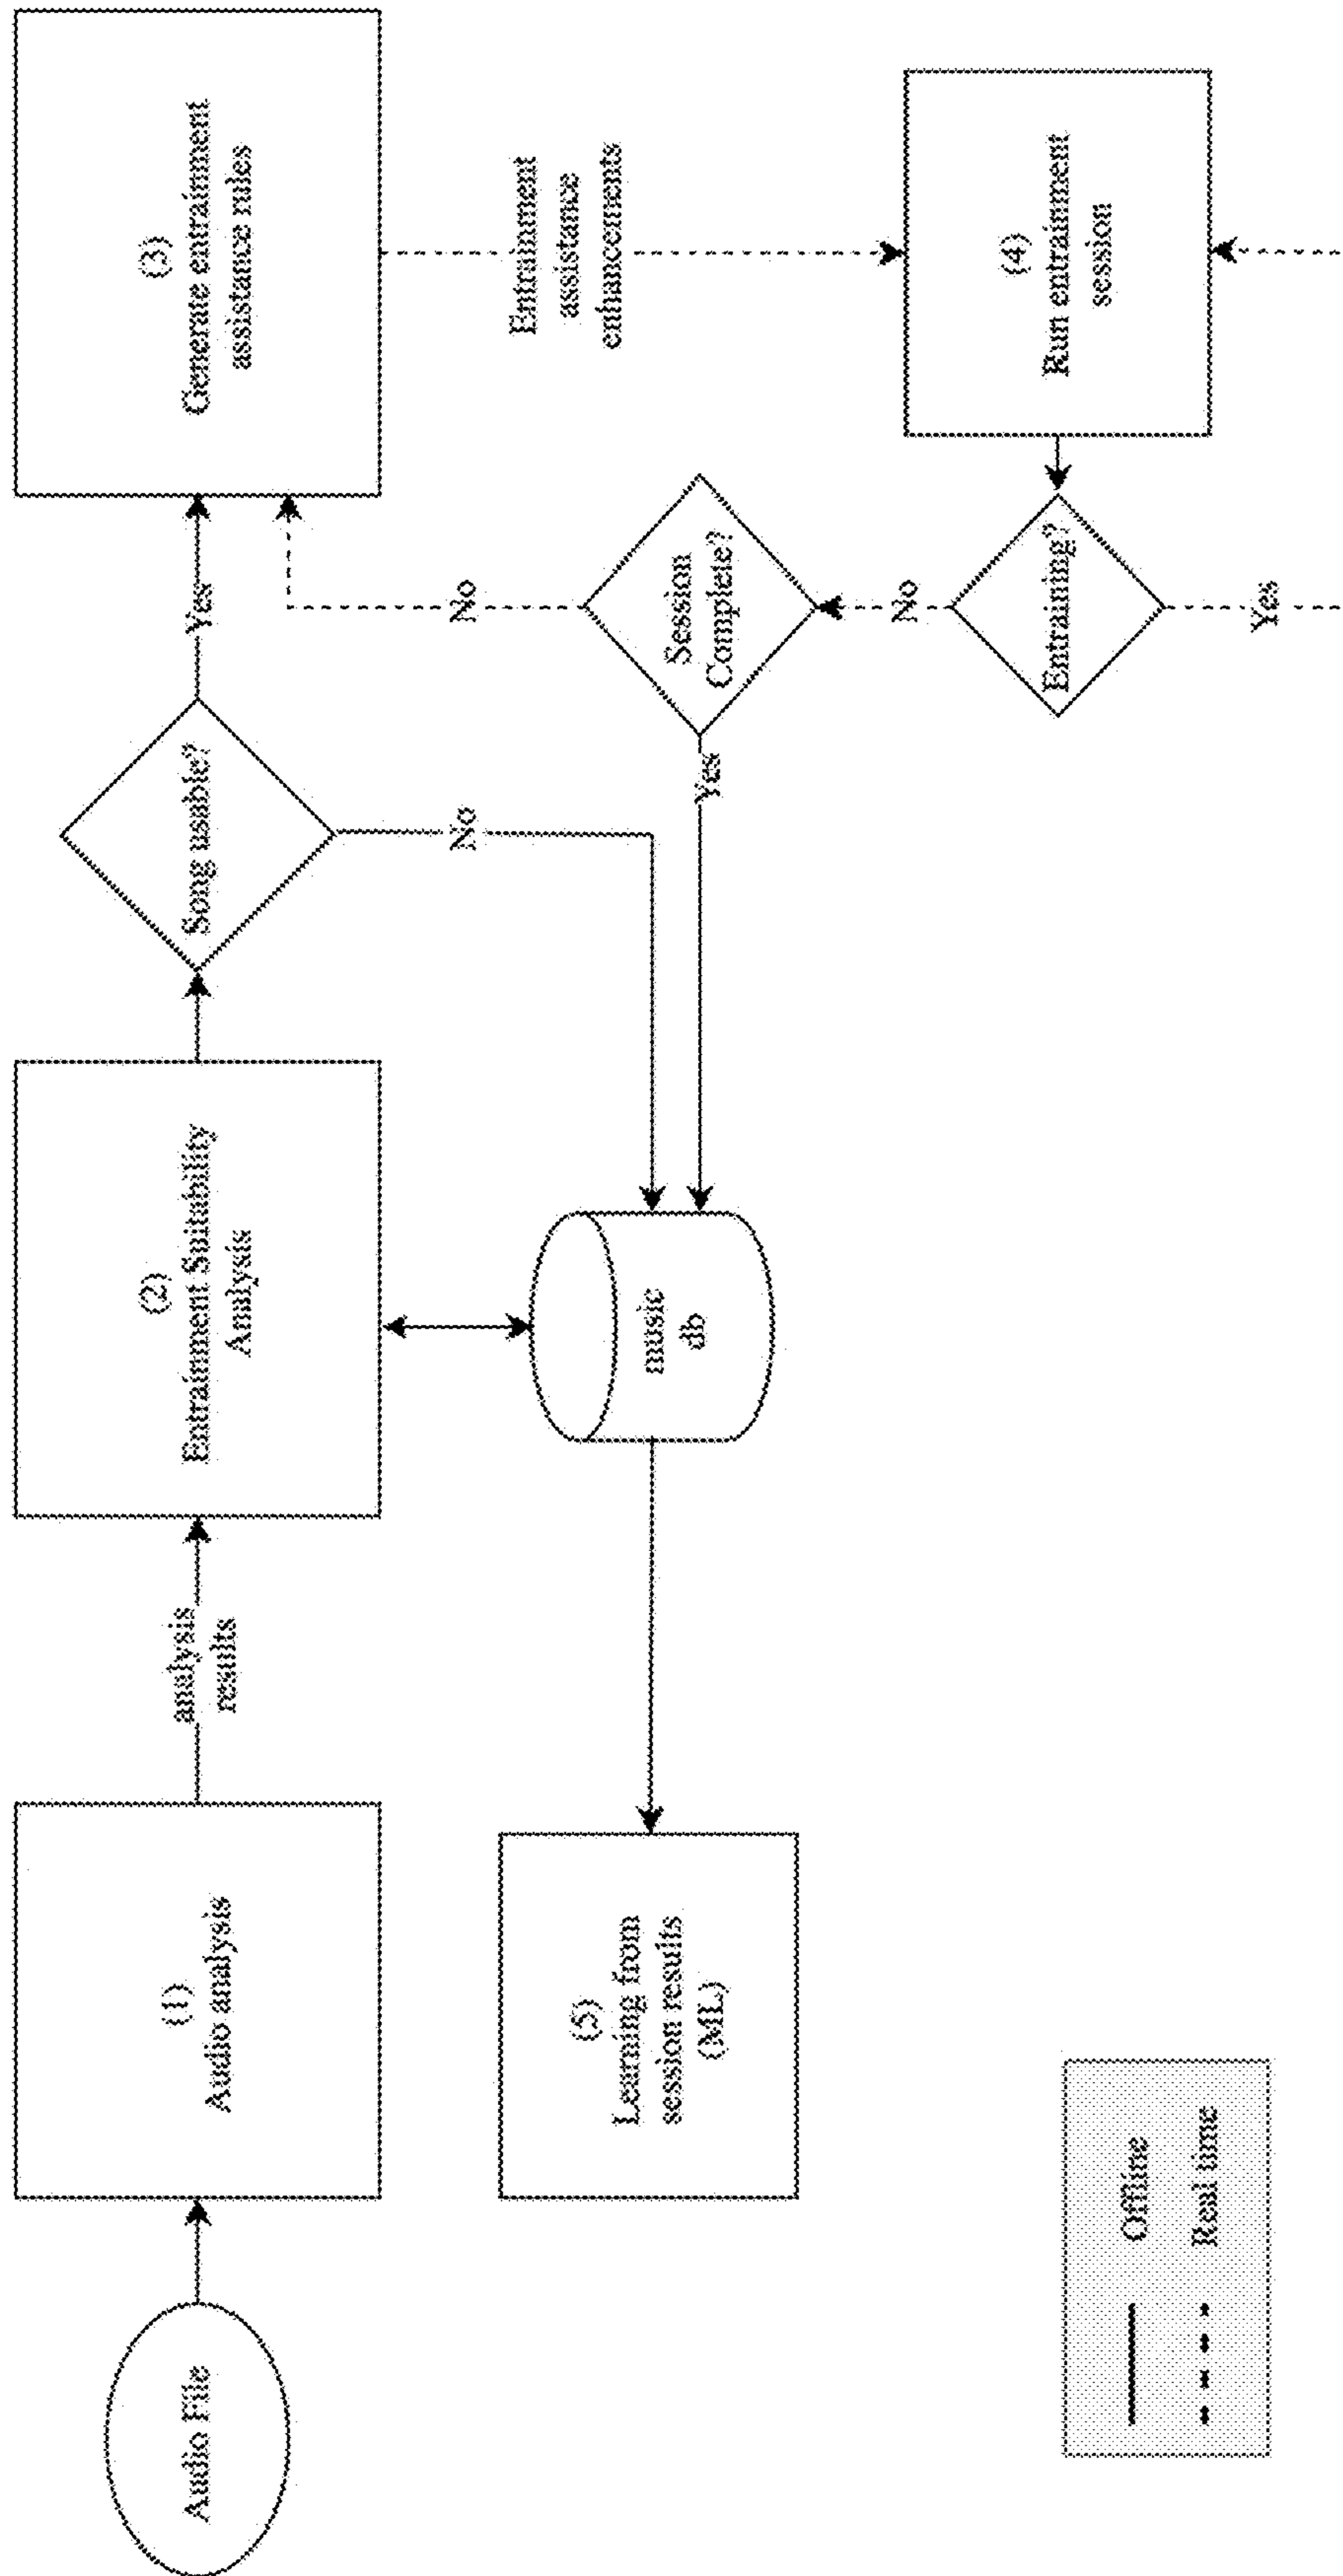 Audio File
(1)
Audio analysis
analysis
results
(2)
Entrainment Suitability
Analysis
Song usable?
Yes
No
(3)
Generate entrainment
assistance rules
Entrainment
assistance
enhancements
(4)
Run entrainment
session
Entraining?
Yes
No
Session
Complete?
No
Yes
music
db
(5)
Learning from
session results
(ML)
Offline
Real time